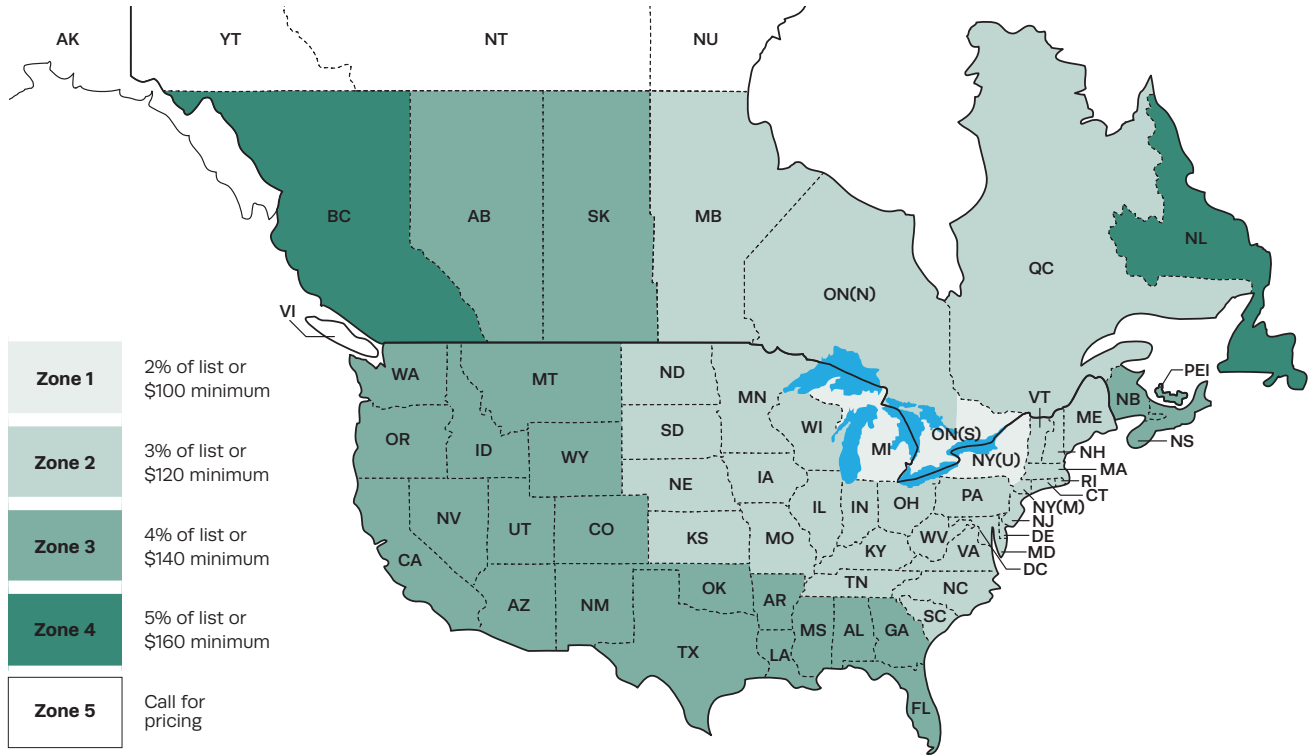 AK
YT
NT
NU
BC
AB
SK
MB
ON(N)
QC
NL
VI
Zone 1
2% of list or
$100 minimum
Zone 2
3% of list or
$120 minimum
Zone 3
4% of list or
$140 minimum
Zone 4
5% of list or
$160 minimum
Zone 5
Call for
pricing
WA
MT
ND
MN
OR
ID
WY
SD
WI
MI
ON(S)
NY(U)
VT
ME
NB
PEI
NS
NH
MA
RI
CT
NY(M)
NJ
DE
MD
DC
NV
UT
CO
NE
IA
IL
IN
OH
PA
CA
KS
MO
KY
WV
VA
AZ
NM
OK
AR
TN
NC
SC
TX
LA
MS
AL
GA
FL